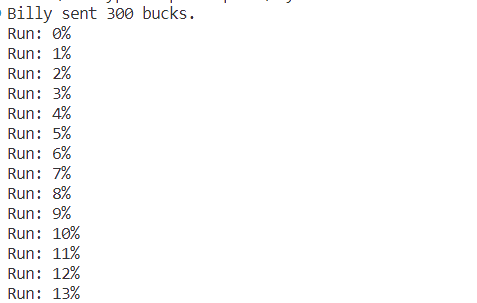 Billy sent 300 bucks.
Run: 0%
Run: 1%
Run: 2%
Run: 3%
Run: 4%
Run: 5%
Run: 6%
Run: 7%
Run: 8%
Run: 9%
Run: 10%
Run: 11%
Run: 12%
Run: 13%